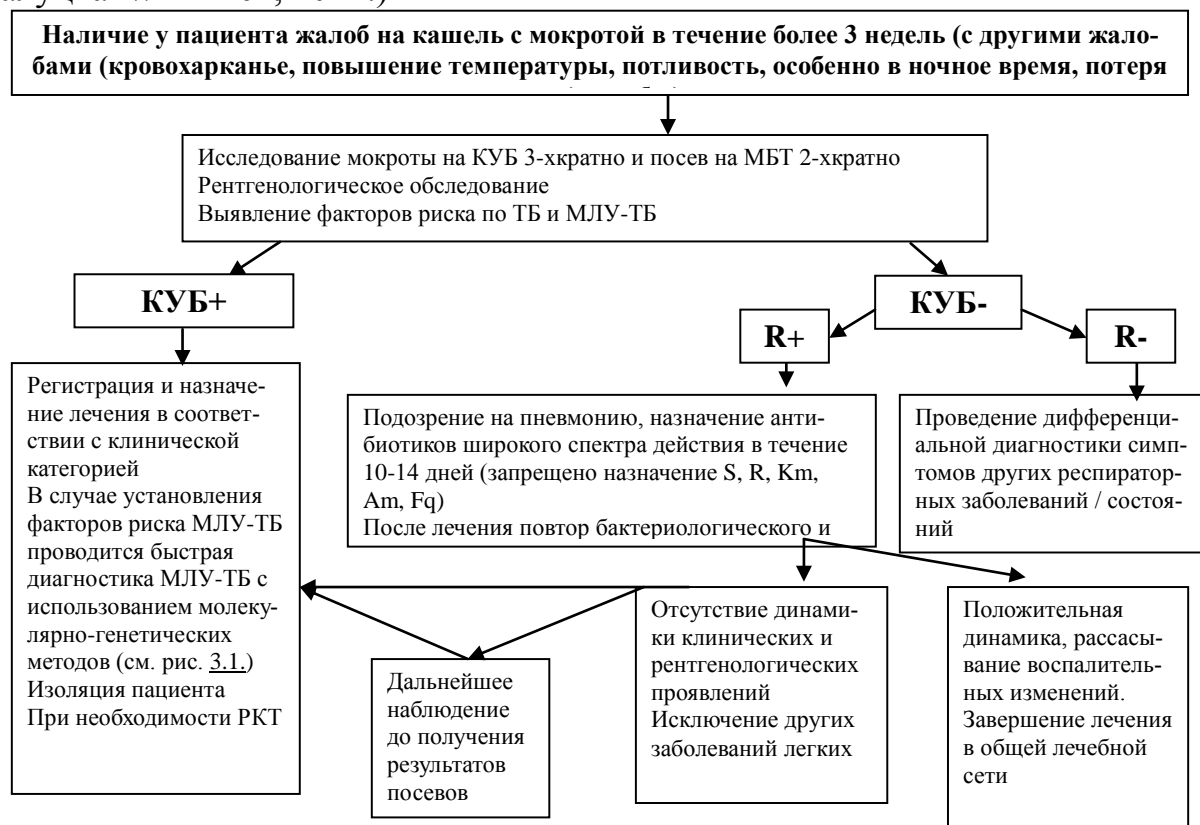 Наличие у пациента жалоб на кашель с мокротой в течение более 3 недель (с другими жало-
бами (кровохарканье, повышение температуры, потливость, особенно в ночное время, потеря
Исследование мокроты на КУБ 3-хкратно и посев на МБТ 2-хкратно
Рентгенологическое обследование
Выявление факторов риска по ТБ и МЛУ-ТБ
КУБ+
КУБ-
R+
R-
Регистрация и назначе-
ние лечения в соответ-
ствии с клинической
категорией
В случае установления
факторов риска МЛУ-ТБ
проводится быстрая
диагностика МЛУ-ТБ с
использованием молеку-
лярно-генетических
методов (см. рис. 3.1.)
Изоляция пациента
При необходимости РКТ
Подозрение на пневмонию, назначение анти-
биотиков широкого спектра действия в течение
10-14 дней (запрещено назначение S, R, Km,
Am, Fq)
После лечения повтор бактериологического и
Проведение дифференци-
альной диагностики симп-
томов других респиратор-
ных заболеваний / состоя-
ний
Дальнейшее
наблюдение
до получения
результатов
посевов
Отсутствие динами-
ки клинических и
рентгенологических
проявлений
Исключение других
заболеваний легких
Положительная
динамика, рассасы-
вание воспалитель-
ных изменений.
Завершение лечения
в общей лечебной
сети